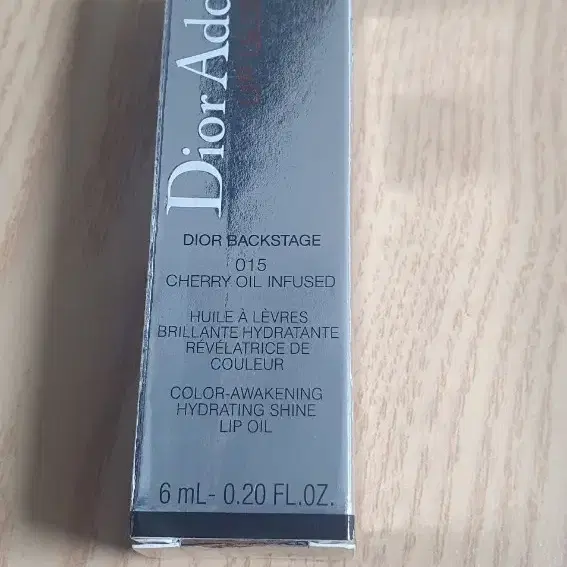 Dior
DIOR BACKSTAGE
015
CHERRY OIL INFUSED
HUILE À LÈVRES
BRILLANTE HYDRATANTE
RÉVÉLATRICE DE
COULEUR
COLOR-AWAKENING
HYDRATING SHINE
LIP OIL
6 mL- 0.20 FL.OZ.